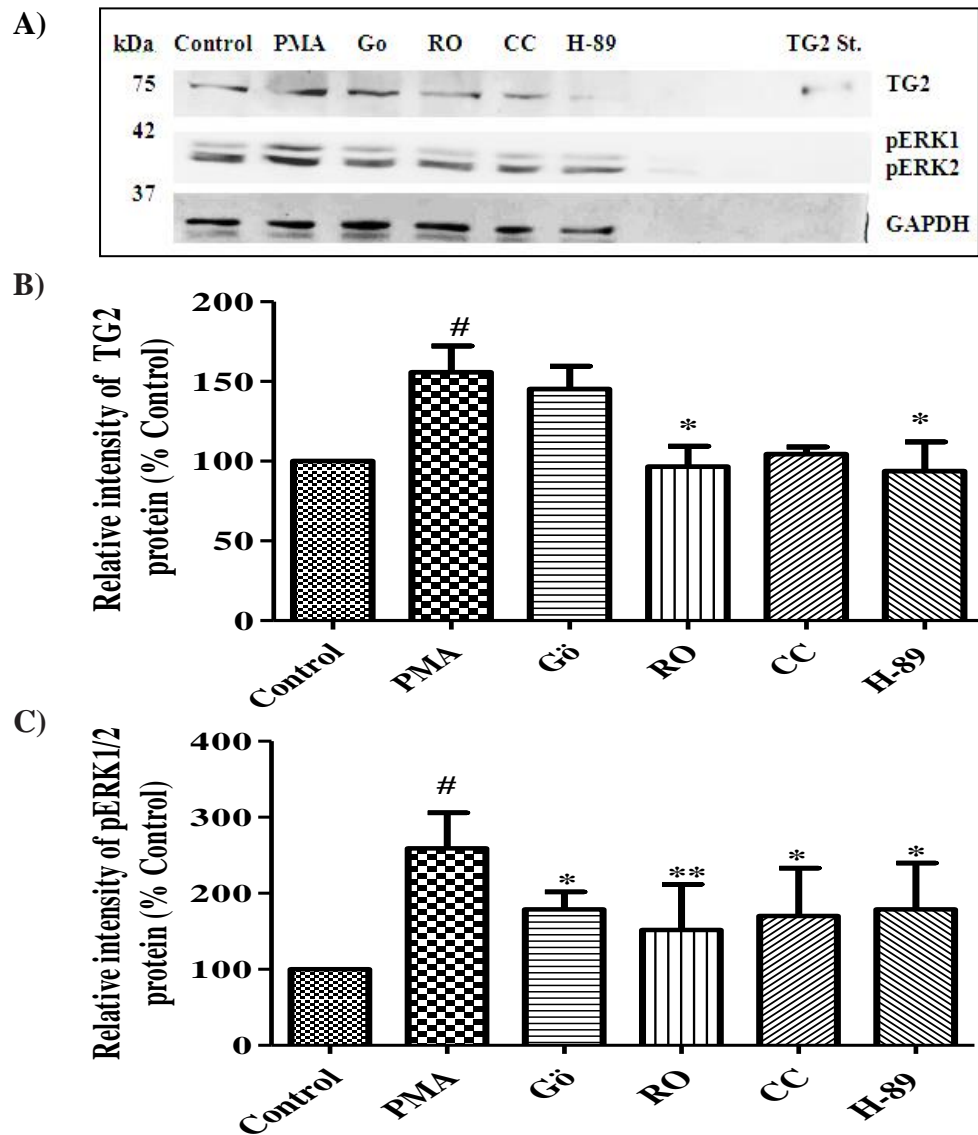 A)
kDa Control PMA Go RO CC H-89 TG2 St.
75 TG2
42 pERK1
pERK2
37 GAPDH
B)
Relative intensity of TG2
protein (% Control)
200
150
100
50
0
#
*
*
Control PMA Gö RO CC H-89
C)
Relative intensity of pERK1/2
protein (% Control)
400
300
200
100
0
#
* ** * *
Control PMA Gö RO CC H-89